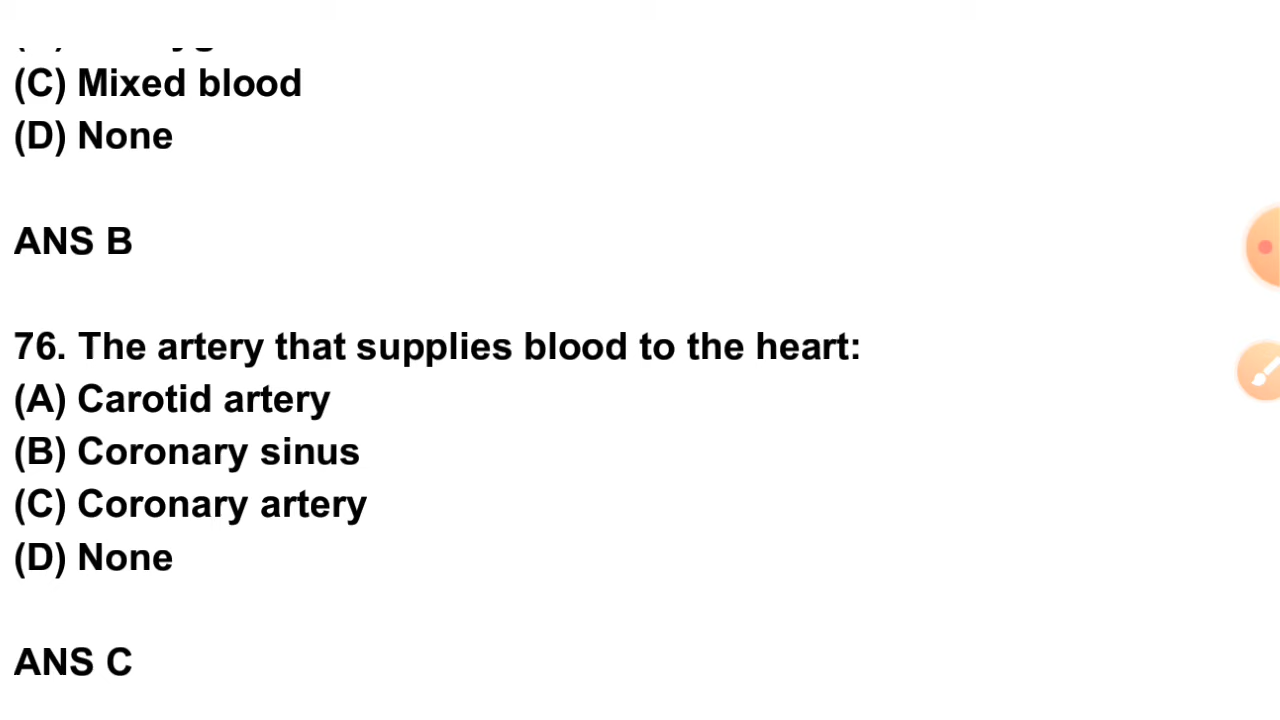 (C) Mixed blood
(D) None
ANS B
76. The artery that supplies blood to the heart:
(A) Carotid artery
(B) Coronary sinus
(C) Coronary artery
(D) None
ANS C